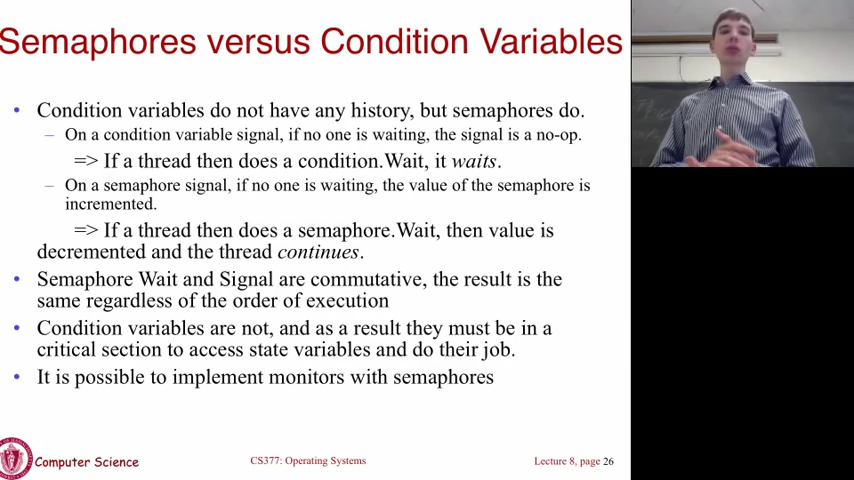 Semaphores versus Condition Variables
• Condition variables do not have any history, but semaphores do.
– On a condition variable signal, if no one is waiting, the signal is a no-op.
=> If a thread then does a condition.Wait, it waits.
– On a semaphore signal, if no one is waiting, the value of the semaphore is
incremented.
=> If a thread then does a semaphore.Wait, then value is
decremented and the thread continues.
• Semaphore Wait and Signal are commutative, the result is the
same regardless of the order of execution
• Condition variables are not, and as a result they must be in a
critical section to access state variables and do their job.
• It is possible to implement monitors with semaphores
Computer Science
CS377: Operating Systems
Lecture 8, page 26